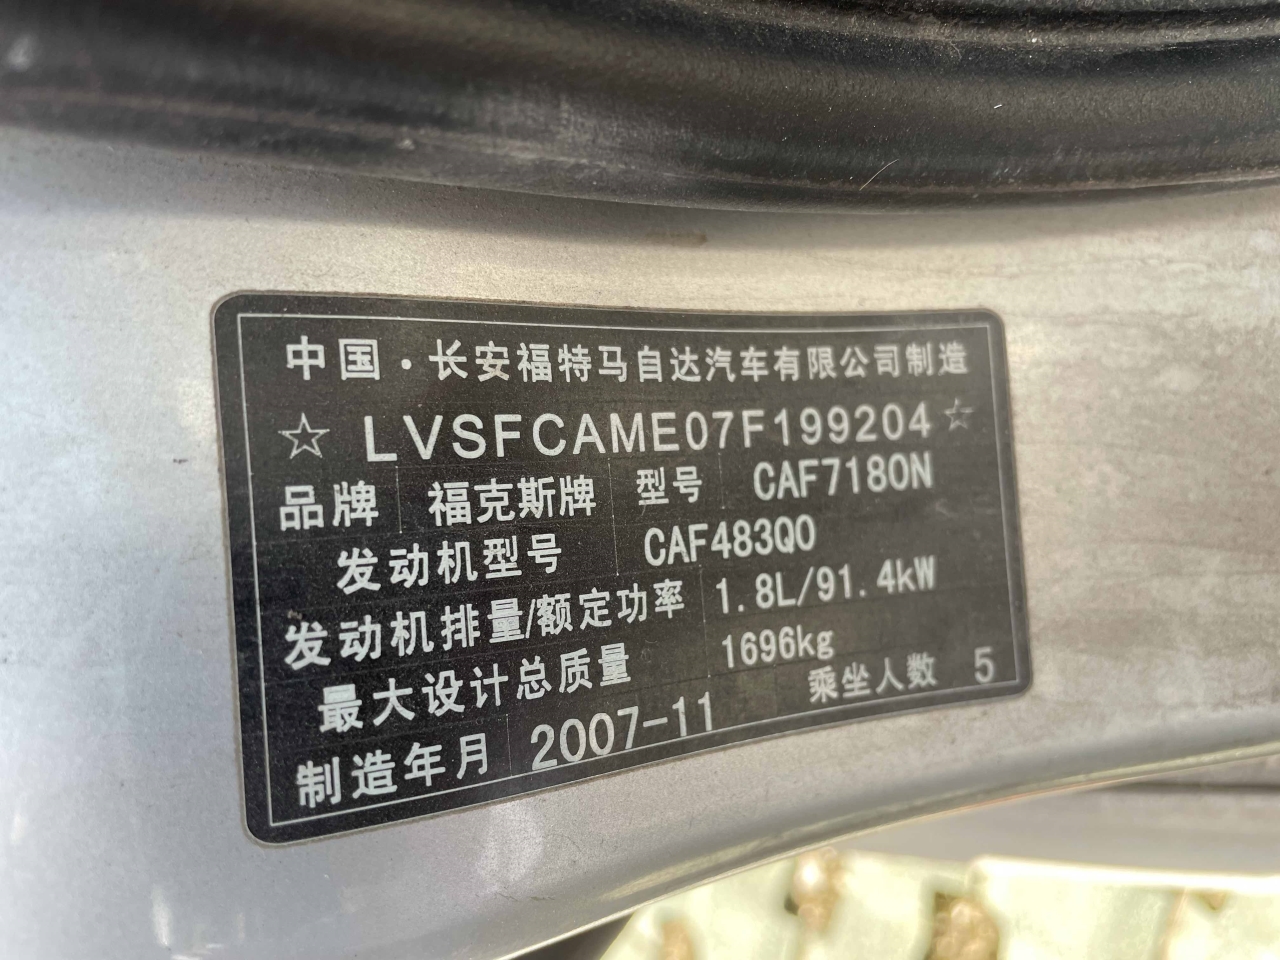 中国·长安福特马自达汽车有限公司制造
☆ LVSFCAME07F199204 ☆
品牌 福克斯牌 型号 CAF7180N
发动机型号 CAF483Q0
发动机排量/额定功率 1.8L/91.4kW
最大设计总质量 1696kg
制造年月 2007-11 乘坐人数 5